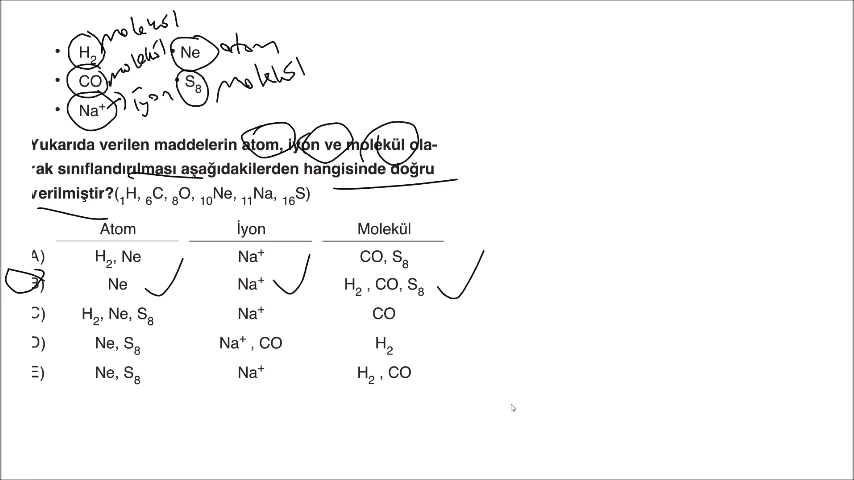 molekül
• H2 • Ne atom
• CO molekül • S8 molekül
• Na+ → iyon
Yukarıda verilen maddelerin atom, iyon ve molekül ola-
rak sınıflandırılması aşağıdakilerden hangisinde doğru
verilmiştir?(1H, 6C, 8O, 10Ne, 11Na, 16S)
Atom İyon Molekül
A) H2, Ne Na+ CO, S8
B) Ne Na+ H2 , CO, S8
C) H2, Ne, S8 Na+ CO
D) Ne, S8 Na+ , CO H2
E) Ne, S8 Na+ H2 , CO